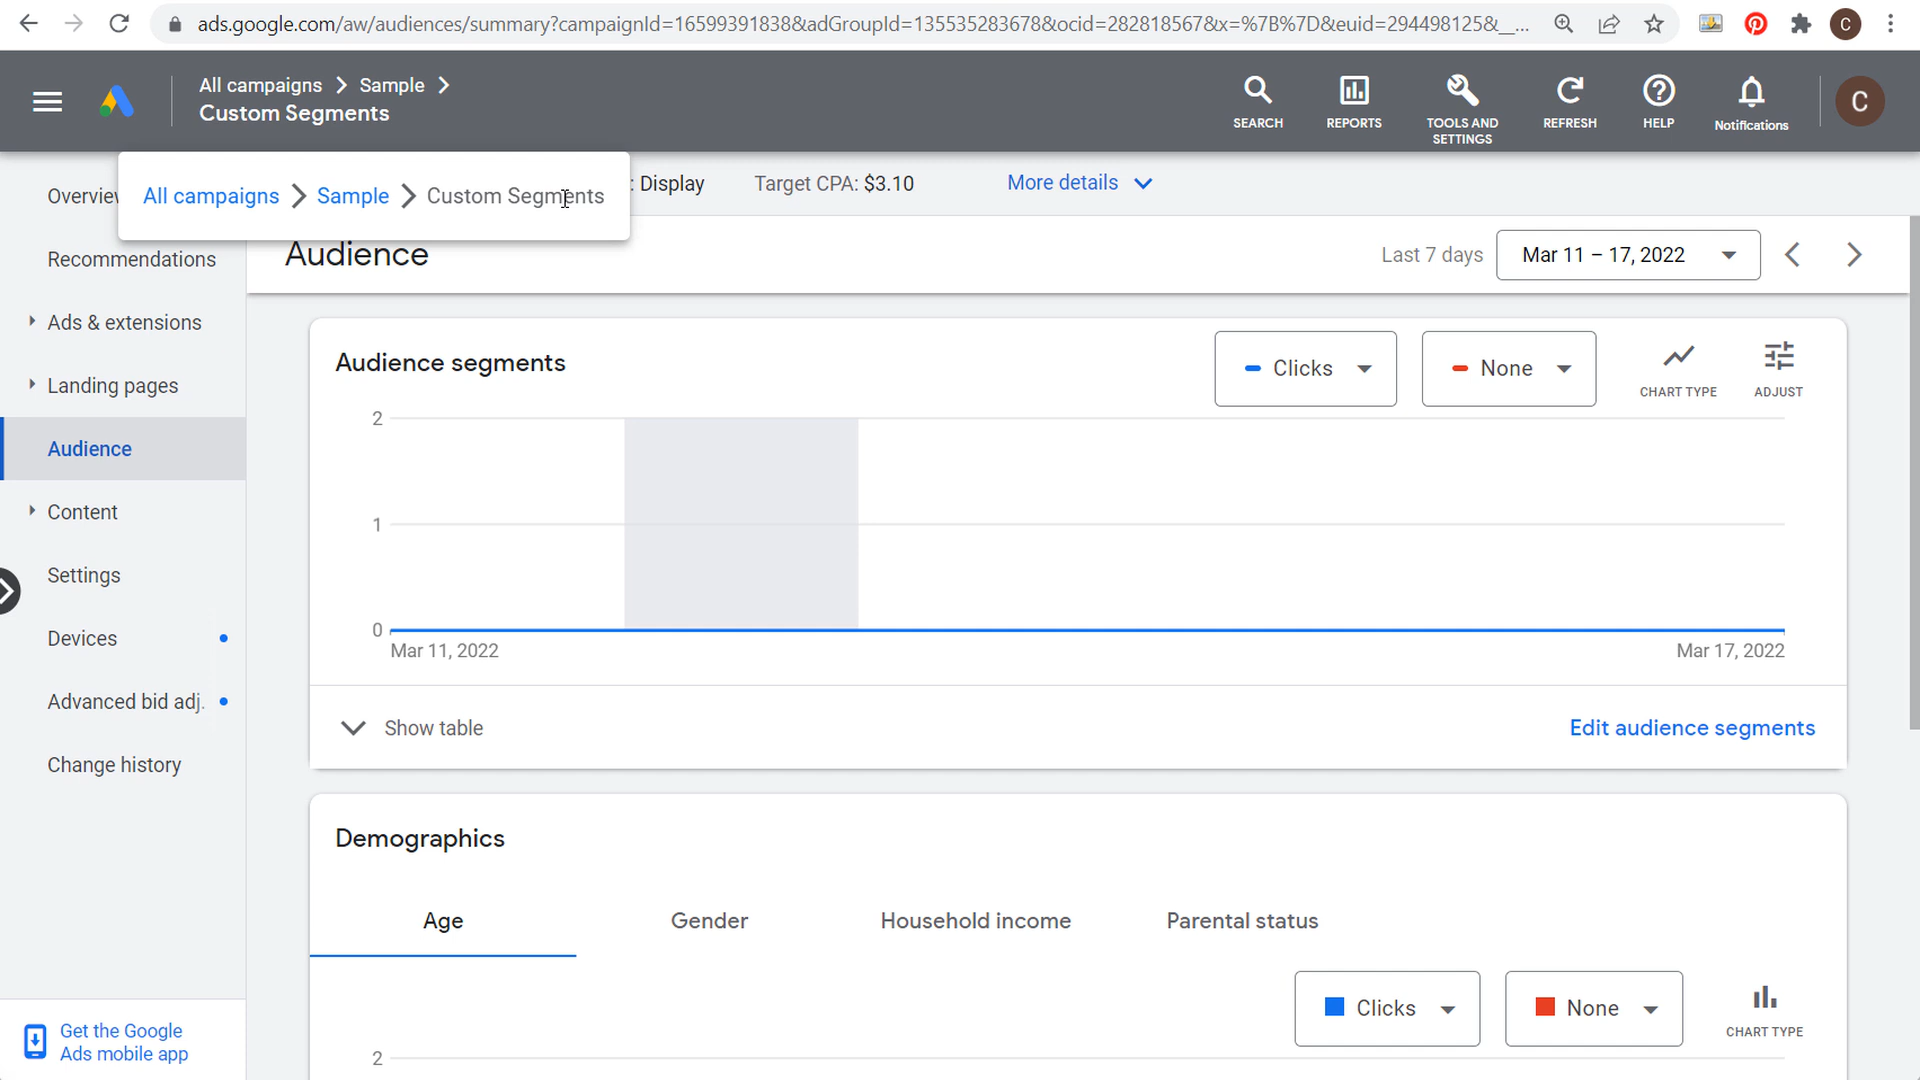 ads.google.com/aw/audiences/summary?campaignId=16599391838&adGroupId=135535283678&ocid=282818567&x=%7B%7D&euid=294498125&__...
C
All campaigns Sample
Custom Segments
SEARCH
REPORTS
TOOLS AND
SETTINGS
REFRESH
HELP
Notifications
C
All campaigns Sample Custom Segments
: Display
Target CPA: $3.10
More details
Overview
Recommendations
Ads & extensions
Landing pages
Audience
Content
Settings
Devices
Advanced bid adj.
Change history
Get the Google
Ads mobile app
Audience
Last 7 days
Mar 11 – 17, 2022
Audience segments
Clicks
None
CHART TYPE
ADJUST
2
1
0
Mar 11, 2022
Mar 17, 2022
Show table
Edit audience segments
Demographics
Age
Gender
Household income
Parental status
Clicks
None
CHART TYPE
2